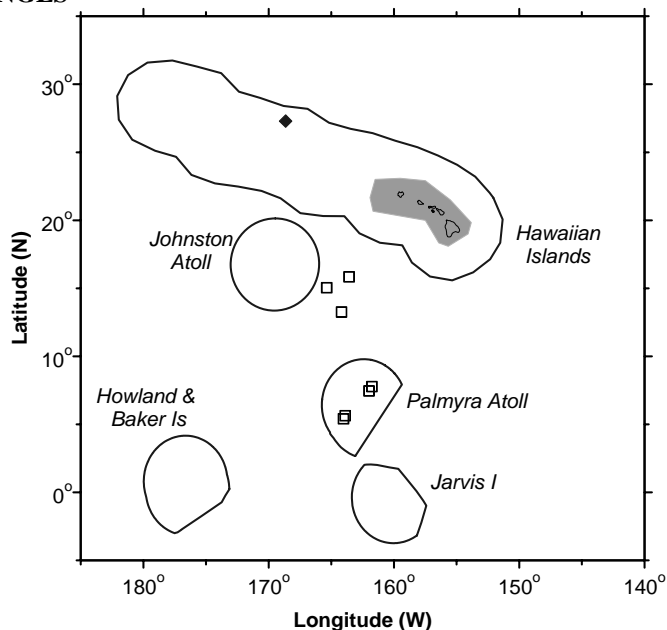 30°
20°
10°
0°
Latitude (N)
Johnston
Atoll
Hawaiian
Islands
Howland &
Baker Is
Palmyra Atoll
Jarvis I
180° 170° 160° 150° 140°
Longitude (W)